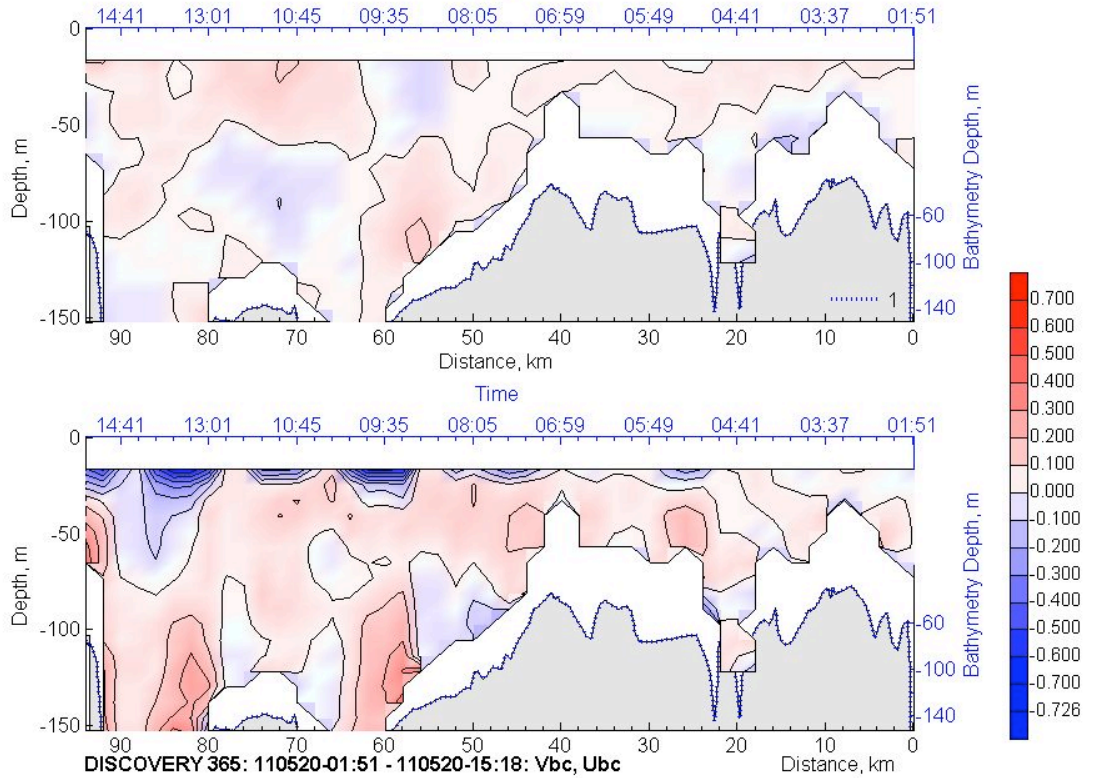 14:41 13:01 10:45 09:35 08:05 06:59 05:49 04:41 03:37 01:51
0
-50
-100
-150
Depth, m
-60
-100
-140
Bathymetry Depth, m
1
90 80 70 60 50 40 30 20 10 0
Distance, km
Time
14:41 13:01 10:45 09:35 08:05 06:59 05:49 04:41 03:37 01:51
0
-50
-100
-150
Depth, m
-60
-100
-140
Bathymetry Depth, m
90 80 70 60 50 40 30 20 10 0
DISCOVERY 365: 110520-01:51 - 110520-15:18: Vbc, Ubc
Distance, km
0.700
0.600
0.500
0.400
0.300
0.200
0.100
0.000
-0.100
-0.200
-0.300
-0.400
-0.500
-0.600
-0.700
-0.726